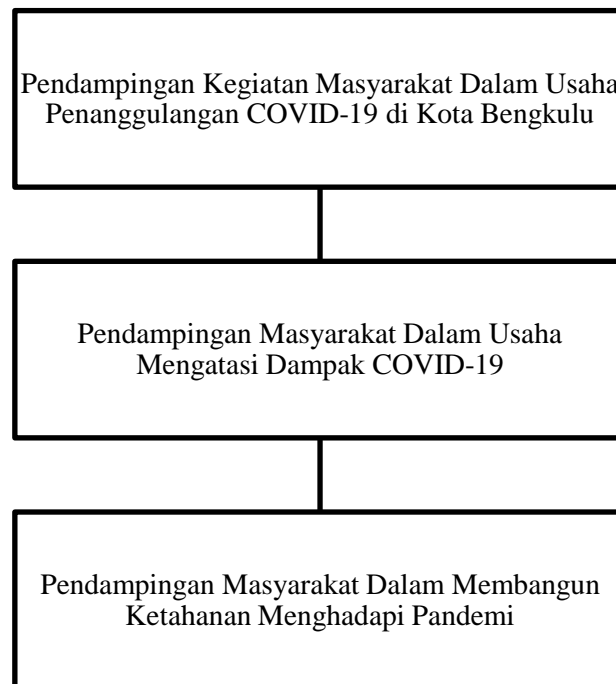 Pendampingan Kegiatan Masyarakat Dalam Usaha
Penanggulangan COVID-19 di Kota Bengkulu
Pendampingan Masyarakat Dalam Usaha
Mengatasi Dampak COVID-19
Pendampingan Masyarakat Dalam Membangun
Ketahanan Menghadapi Pandemi